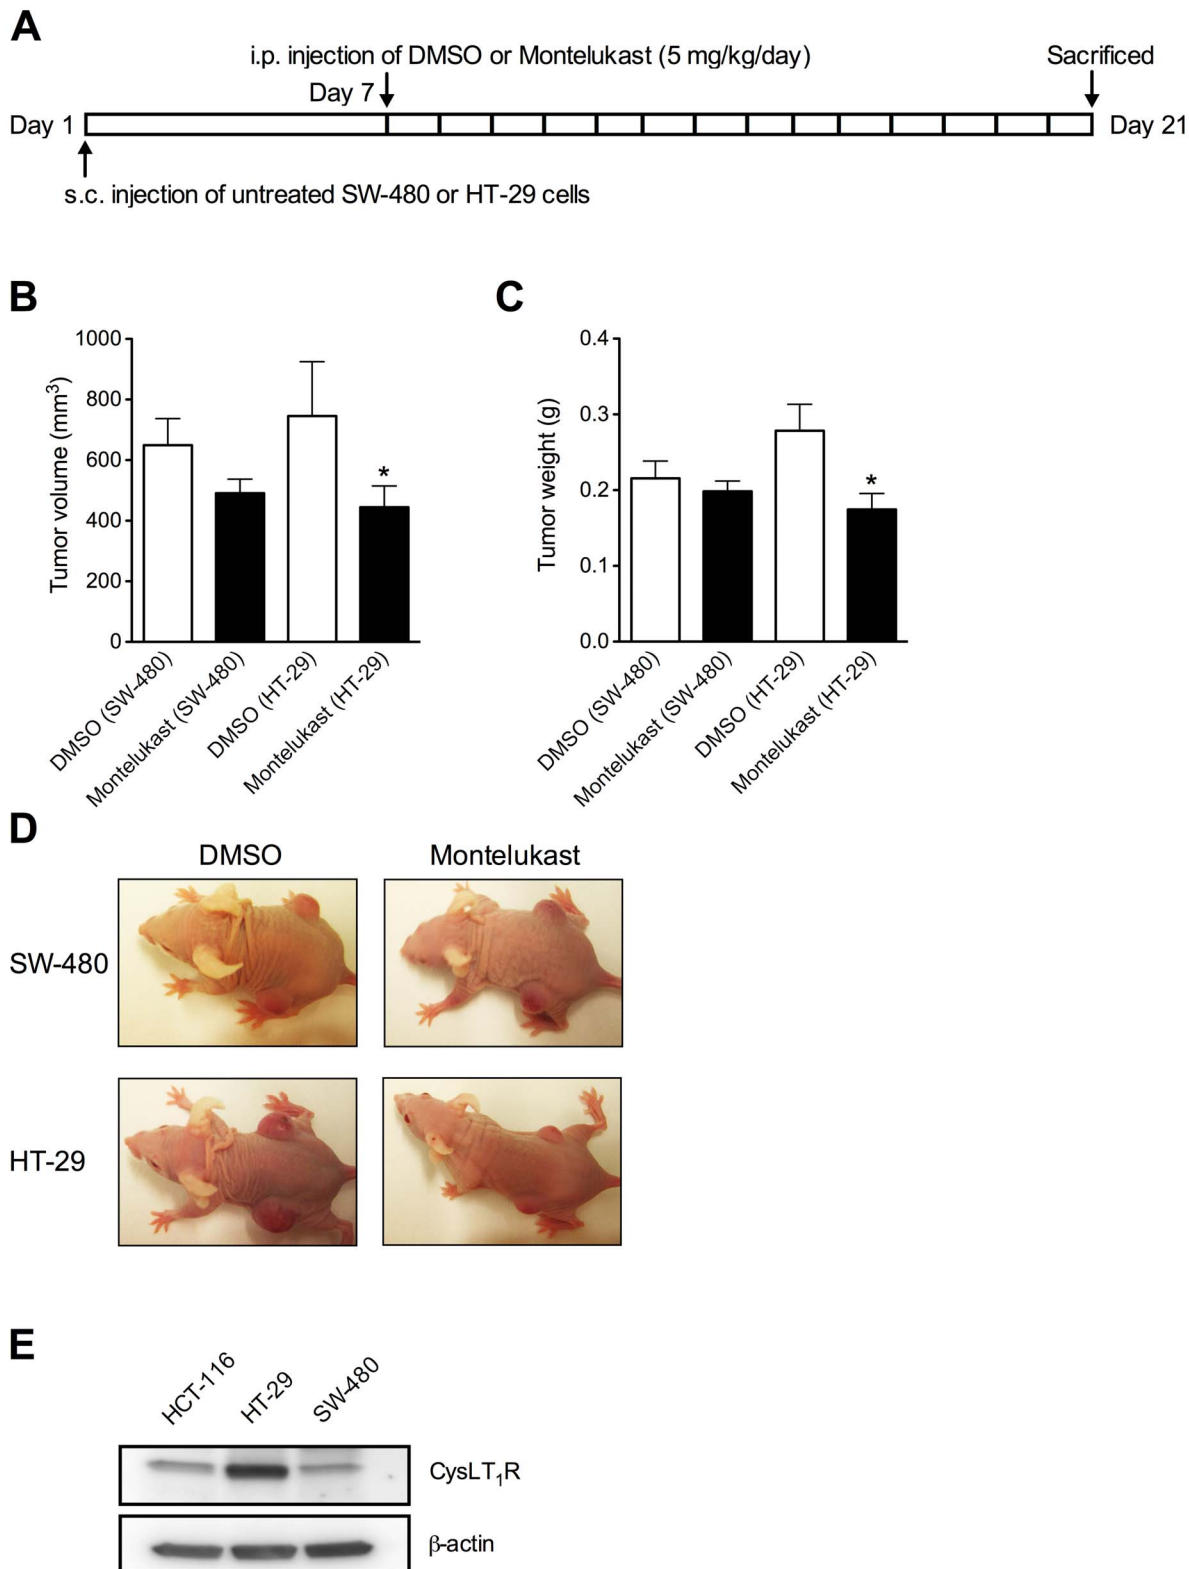 A
i.p. injection of DMSO or Montelukast (5 mg/kg/day)
Sacrificed
Day 7
Day 1
Day 21
s.c. injection of untreated SW-480 or HT-29 cells
B
1000
800
600
400
200
0
Tumor volume (mm³)
*
DMSO (SW-480)
Montelukast (SW-480)
DMSO (HT-29)
Montelukast (HT-29)
C
0.4
0.3
0.2
0.1
0.0
Tumor weight (g)
*
DMSO (SW-480)
Montelukast (SW-480)
DMSO (HT-29)
Montelukast (HT-29)
D
DMSO
Montelukast
SW-480
HT-29
E
HCT-116
HT-29
SW-480
CysLT₁R
β-actin